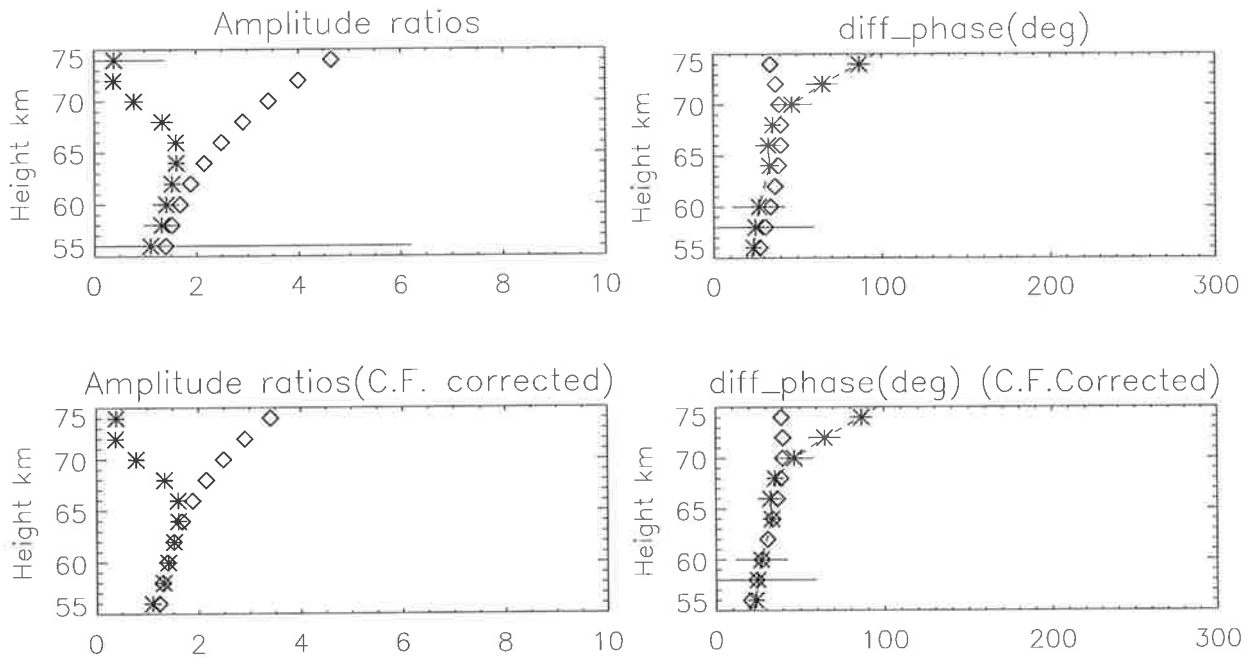 Amplitude ratios
75
70
65
60
55
Height km
0 2 4 6 8 10
diff_phase(deg)
75
70
65
60
55
Height km
0 100 200 300
Amplitude ratios(C.F. corrected)
75
70
65
60
55
Height km
0 2 4 6 8 10
diff_phase(deg) (C.F.Corrected)
75
70
65
60
55
Height km
0 100 200 300